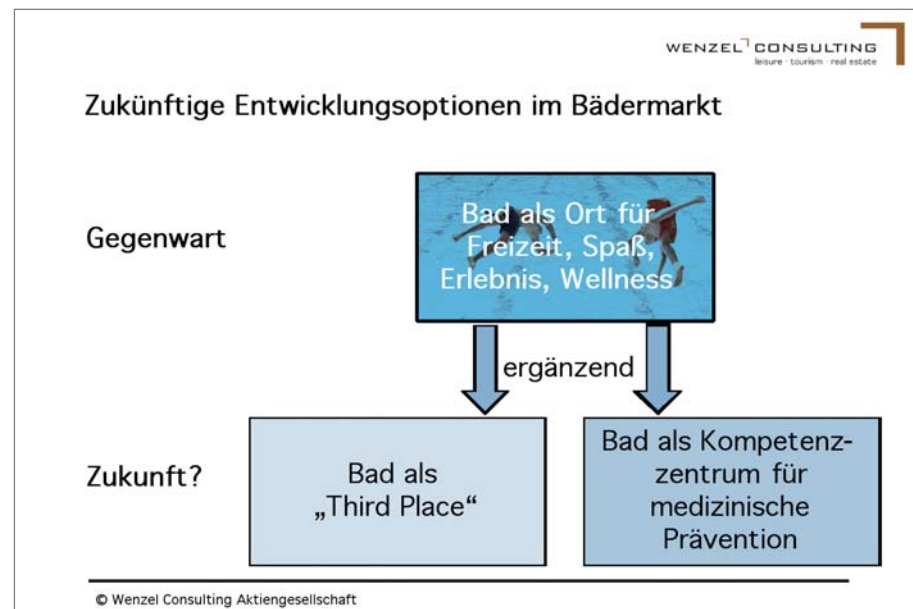 WENZEL CONSULTING
leisure · tourism · real estate
Zukünftige Entwicklungsoptionen im Bädermarkt
Gegenwart
Bad als Ort für
Freizeit, Spaß,
Erlebnis, Wellness
ergänzend
Zukunft?
Bad als
„Third Place“
Bad als Kompetenz-
zentrum für
medizinische
Prävention
© Wenzel Consulting Aktiengesellschaft